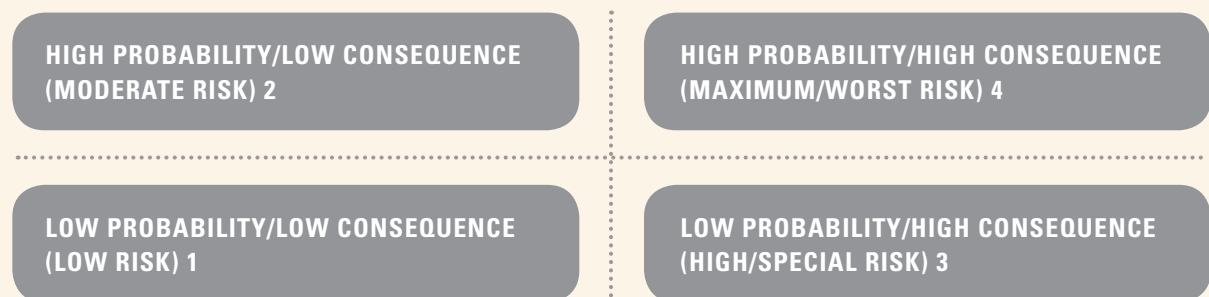 HIGH PROBABILITY/LOW CONSEQUENCE
(MODERATE RISK) 2
HIGH PROBABILITY/HIGH CONSEQUENCE
(MAXIMUM/WORST RISK) 4
LOW PROBABILITY/LOW CONSEQUENCE
(LOW RISK) 1
LOW PROBABILITY/HIGH CONSEQUENCE
(HIGH/SPECIAL RISK) 3